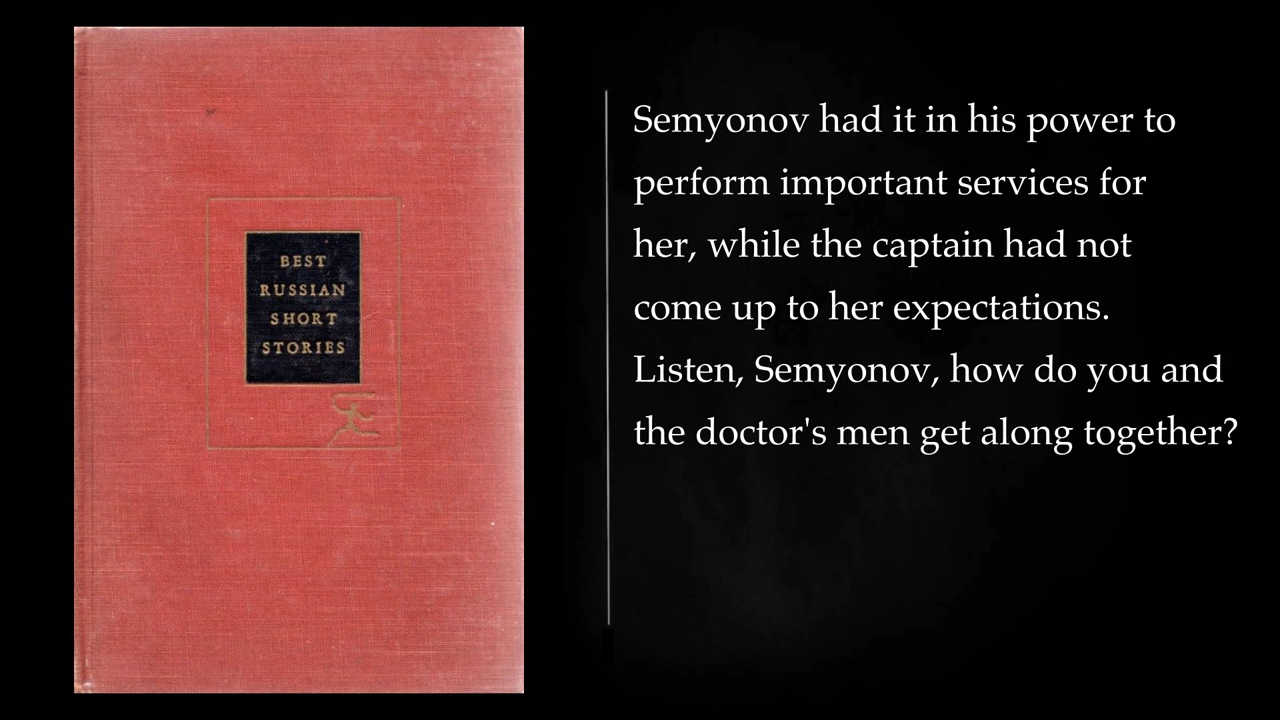 BEST
RUSSIAN
SHORT
STORIES
Semyonov had it in his power to
perform important services for
her, while the captain had not
come up to her expectations.
Listen, Semyonov, how do you and
the doctor's men get along together?